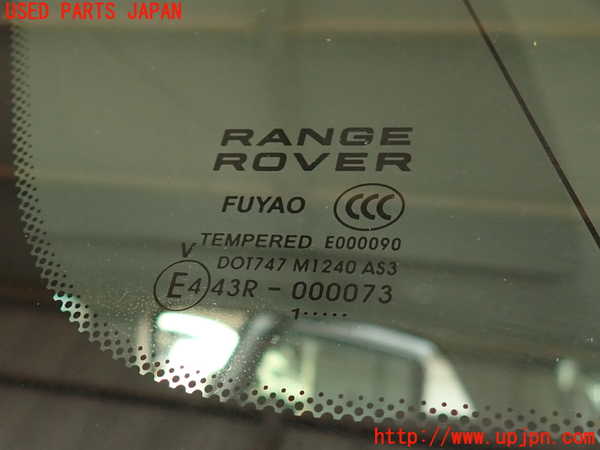 USED PARTS JAPAN
RANGE
ROVER
FUYAO CCC
TEMPERED E000090
V DOT747 M1240 AS3
E4 43R - 000073
1.....
http://www.upjpn.com/